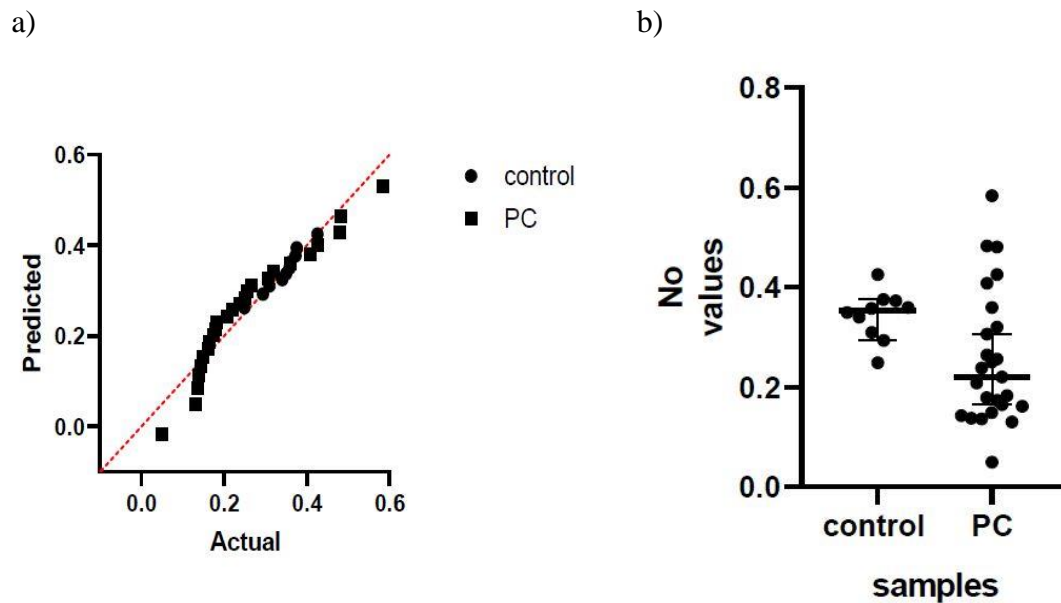 a)
b)
0.6
0.4
0.2
0.0
Predicted
0.0 0.2 0.4 0.6
Actual
control
PC
0.8
0.6
0.4
0.2
0.0
No
values
control PC
samples